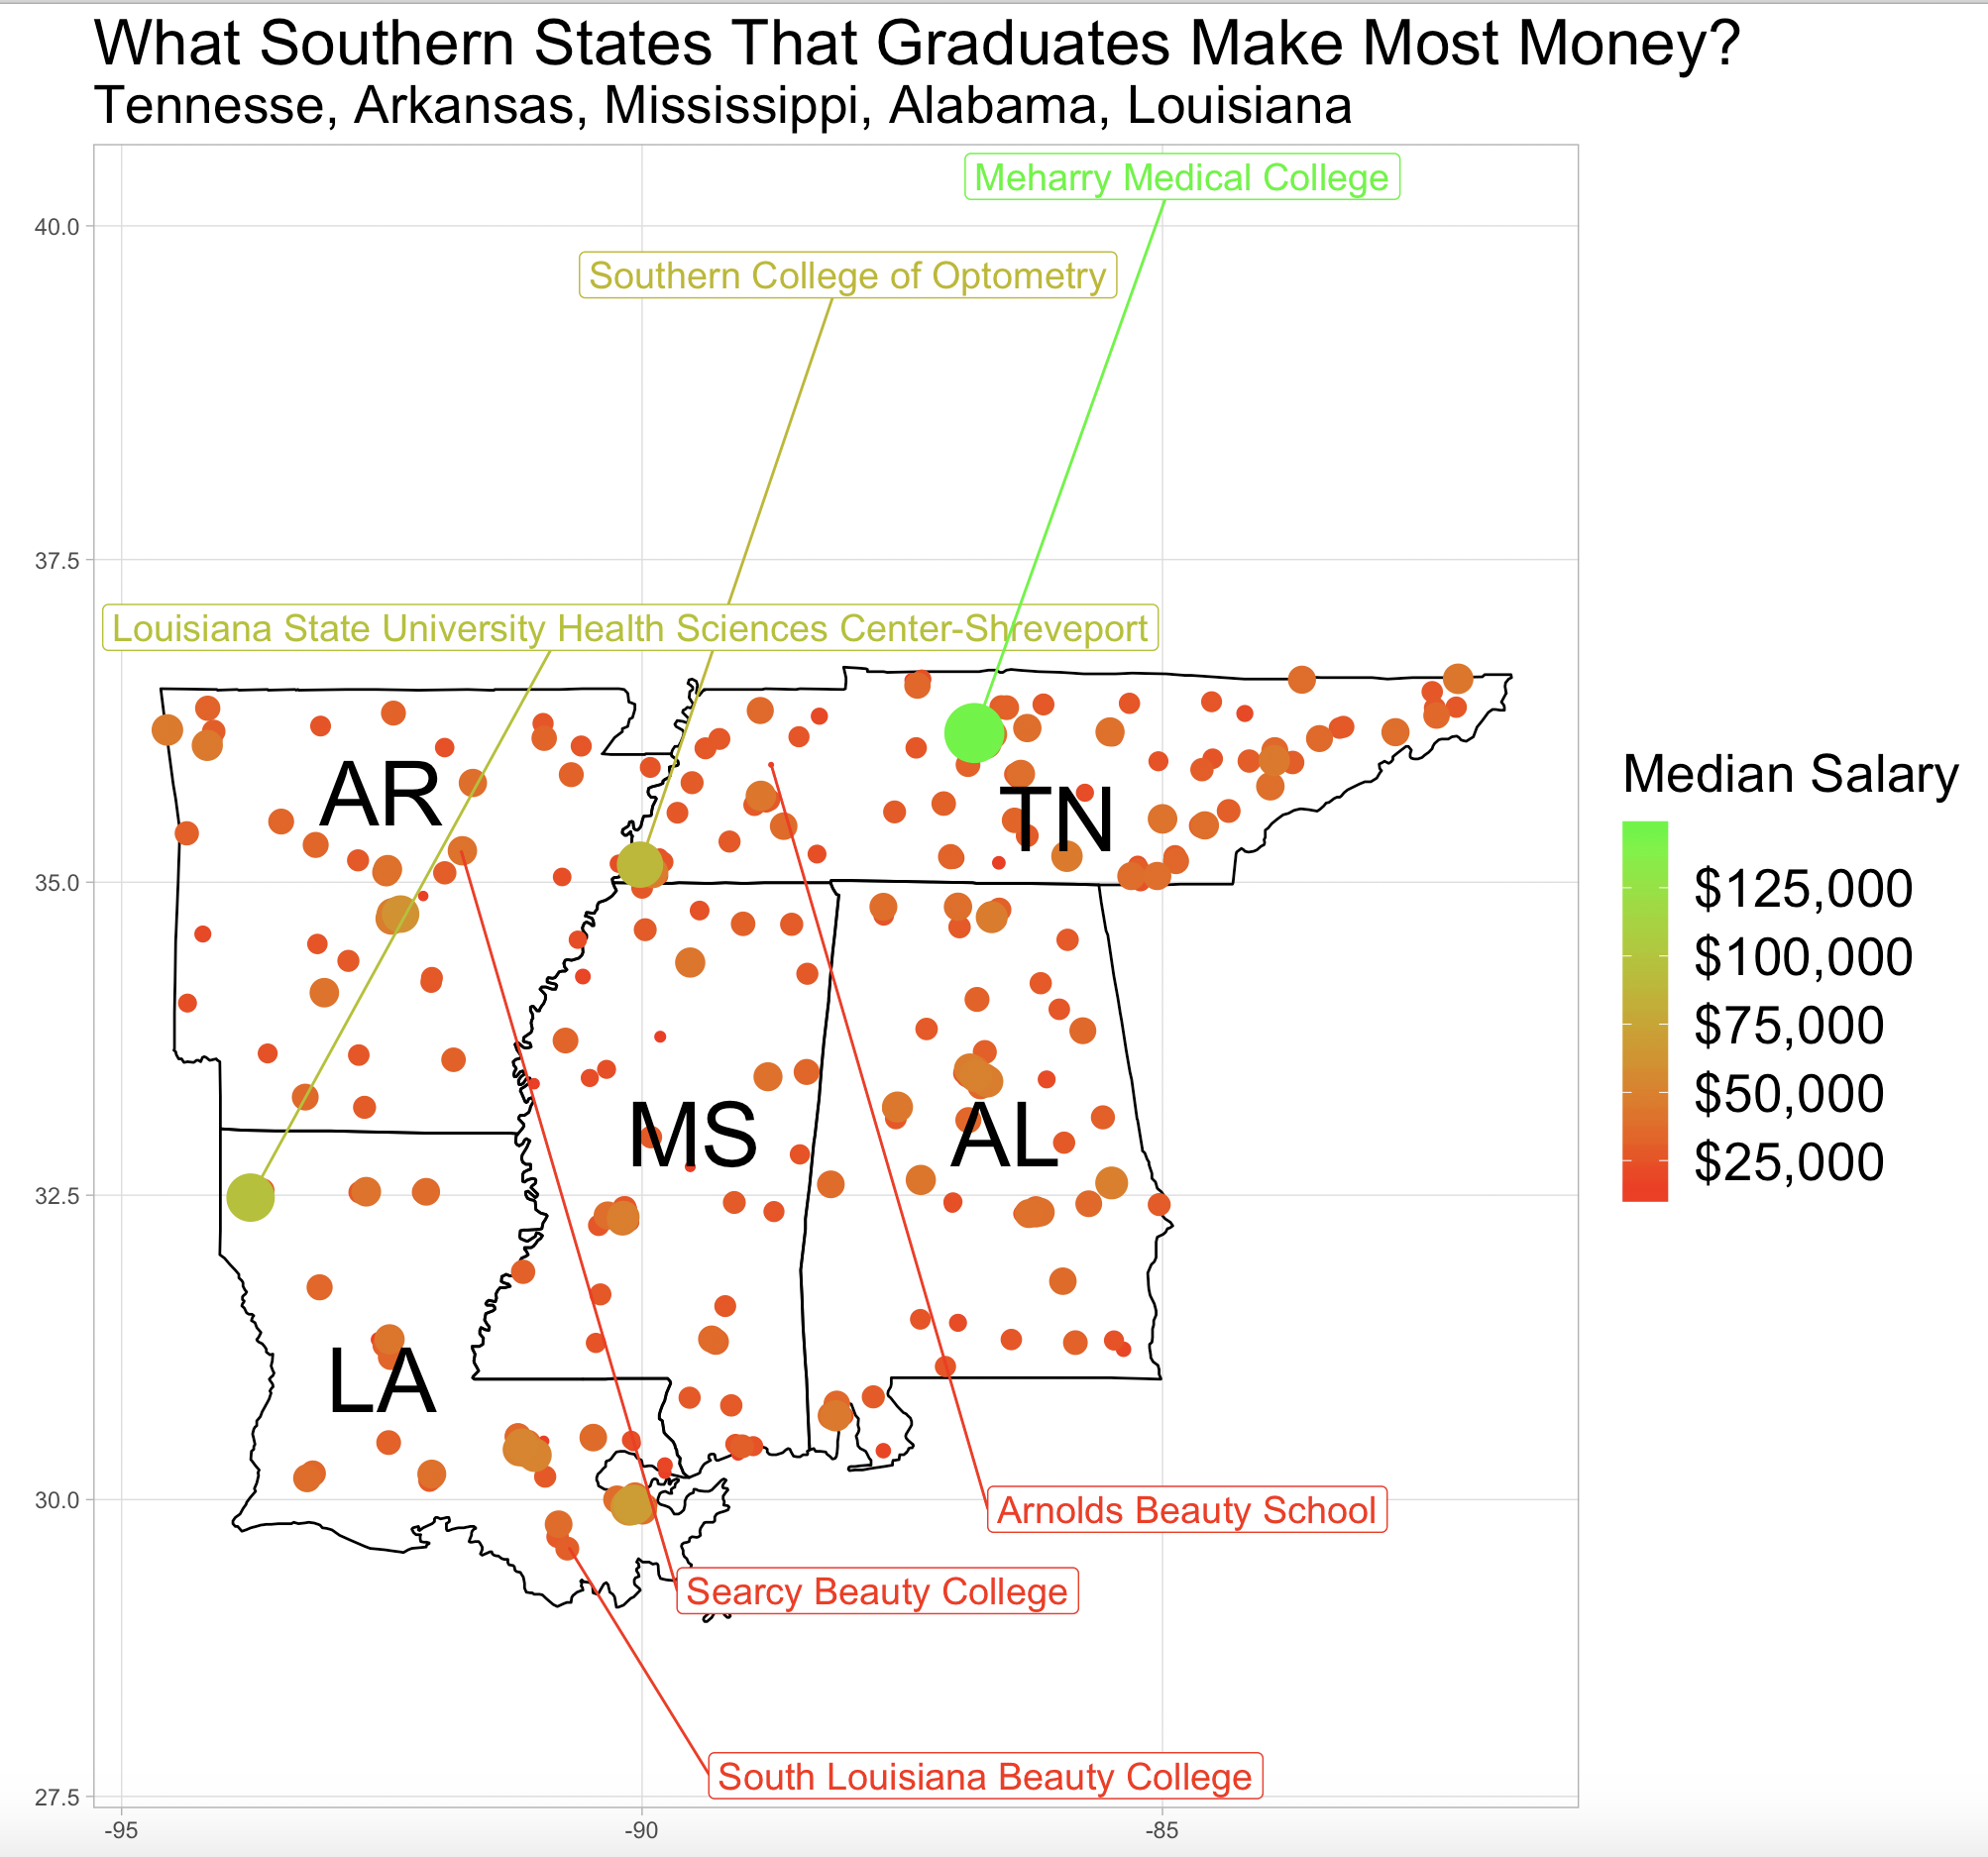 What Southern States That Graduates Make Most Money?
Tennesse, Arkansas, Mississippi, Alabama, Louisiana
Meharry Medical College
40.0
Southern College of Optometry
37.5
Louisiana State University Health Sciences Center-Shreveport
AR
TN
Median Salary
$125,000
$100,000
$75,000
$50,000
$25,000
35.0
MS
AL
32.5
LA
30.0
Arnolds Beauty School
Searcy Beauty College
South Louisiana Beauty College
27.5
-95
-90
-85